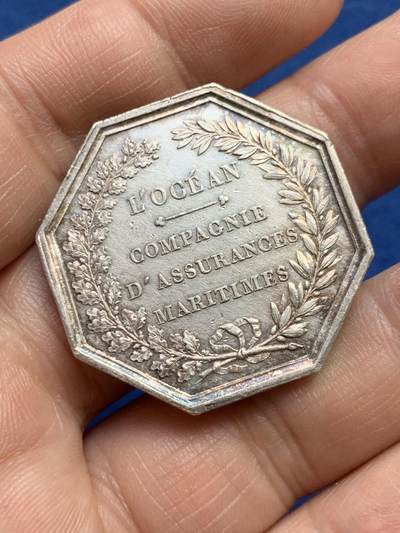 L'OCÉAN
COMPAGNIE
D'ASSURANCES
MARITIMES